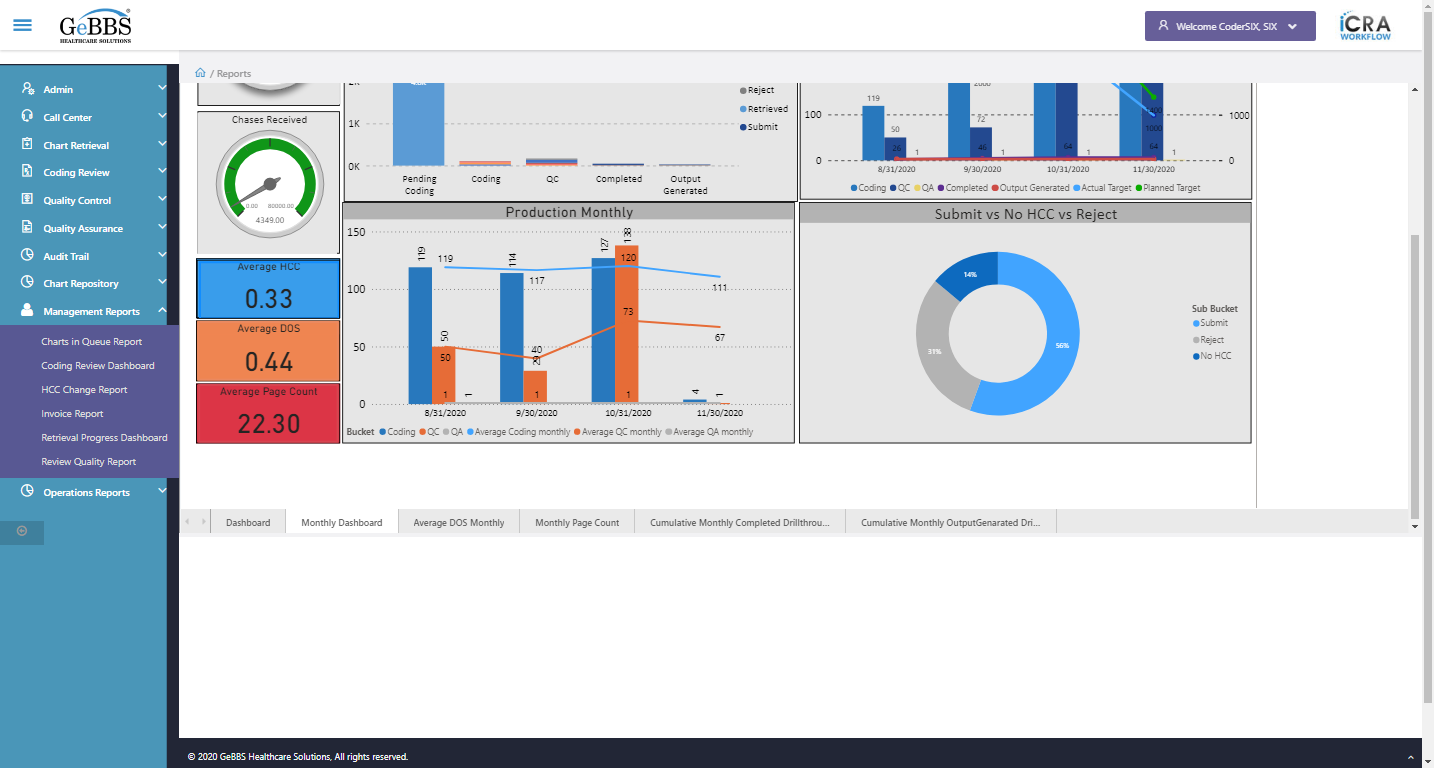 GeBBS
HEALTHCARE SOLUTIONS
Welcome CoderSIX, SIX
iCRA
WORKFLOW
/ Reports
Admin
Call Center
Chart Retrieval
Coding Review
Quality Control
Quality Assurance
Audit Trail
Chart Repository
Management Reports
Charts in Queue Report
Coding Review Dashboard
HCC Change Report
Invoice Report
Retrieval Progress Dashboard
Review Quality Report
Operations Reports
Chases Received
0.00 80000.00
4349.00
Average HCC
0.33
Average DOS
0.44
Average Page Count
22.30
1K
0K
Pending Coding
Coding
QC
Completed
Output Generated
Reject
Retrieved
Submit
100
0
1000
0
119
50
26
1
72
46
1
64
1
1000
64
1
8/31/2020 9/30/2020 10/31/2020 11/30/2020
Coding QC QA Completed Output Generated Actual Target Planned Target
Production Monthly
150
100
50
0
119
119
50
50
1
1
114
117
40
1
127
138
120
73
1
111
67
4
1
8/31/2020 9/30/2020 10/31/2020 11/30/2020
Bucket Coding QC QA Average Coding monthly Average QC monthly Average QA monthly
Submit vs No HCC vs Reject
14%
31%
56%
Sub Bucket
Submit
Reject
No HCC
Dashboard Monthly Dashboard Average DOS Monthly Monthly Page Count Cumulative Monthly Completed Drillthrou... Cumulative Monthly OutputGenarated Dri...
© 2020 GeBBS Healthcare Solutions, All rights reserved.